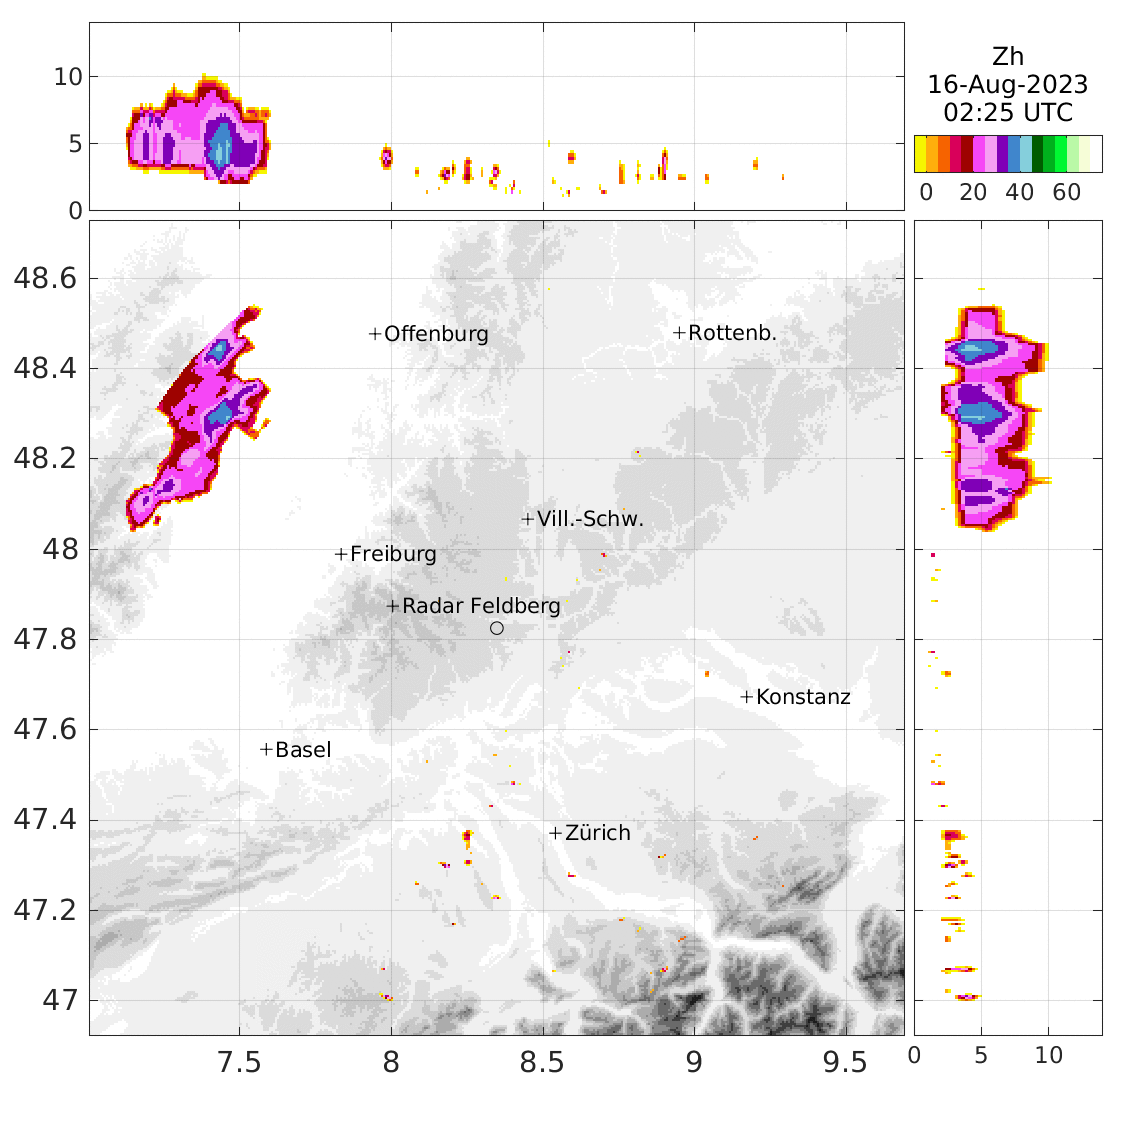 10
5
0
Zh
16-Aug-2023
02:25 UTC
0 20 40 60
48.6
48.4
48.2
48
47.8
47.6
47.4
47.2
47
Offenburg
Rottenb.
Vill.-Schw.
Freiburg
Radar Feldberg
Konstanz
Basel
Zürich
7.5 8 8.5 9 9.5
0 5 10